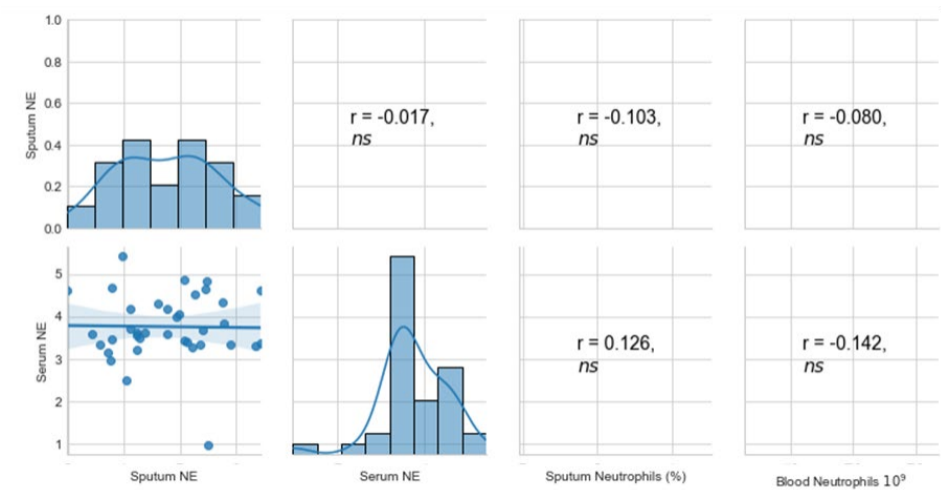 1.0
0.8
0.6
0.4
0.2
0.0
Sputum NE
r = -0.017,
ns
r = -0.103,
ns
r = -0.080,
ns
5
4
3
2
1
Serum NE
r = 0.126,
ns
r = -0.142,
ns
Sputum NE
Serum NE
Sputum Neutrophils (%)
Blood Neutrophils 10⁹